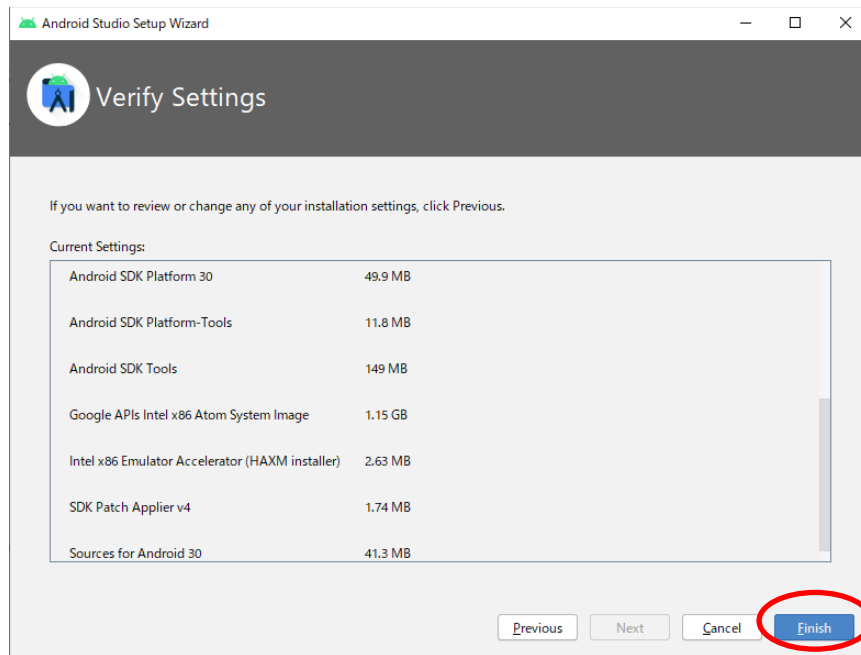 Android Studio Setup Wizard
Verify Settings
If you want to review or change any of your installation settings, click Previous.
Current Settings:
Android SDK Platform 30 49.9 MB
Android SDK Platform-Tools 11.8 MB
Android SDK Tools 149 MB
Google APIs Intel x86 Atom System Image 1.15 GB
Intel x86 Emulator Accelerator (HAXM installer) 2.63 MB
SDK Patch Applier v4 1.74 MB
Sources for Android 30 41.3 MB
Previous Next Cancel Finish